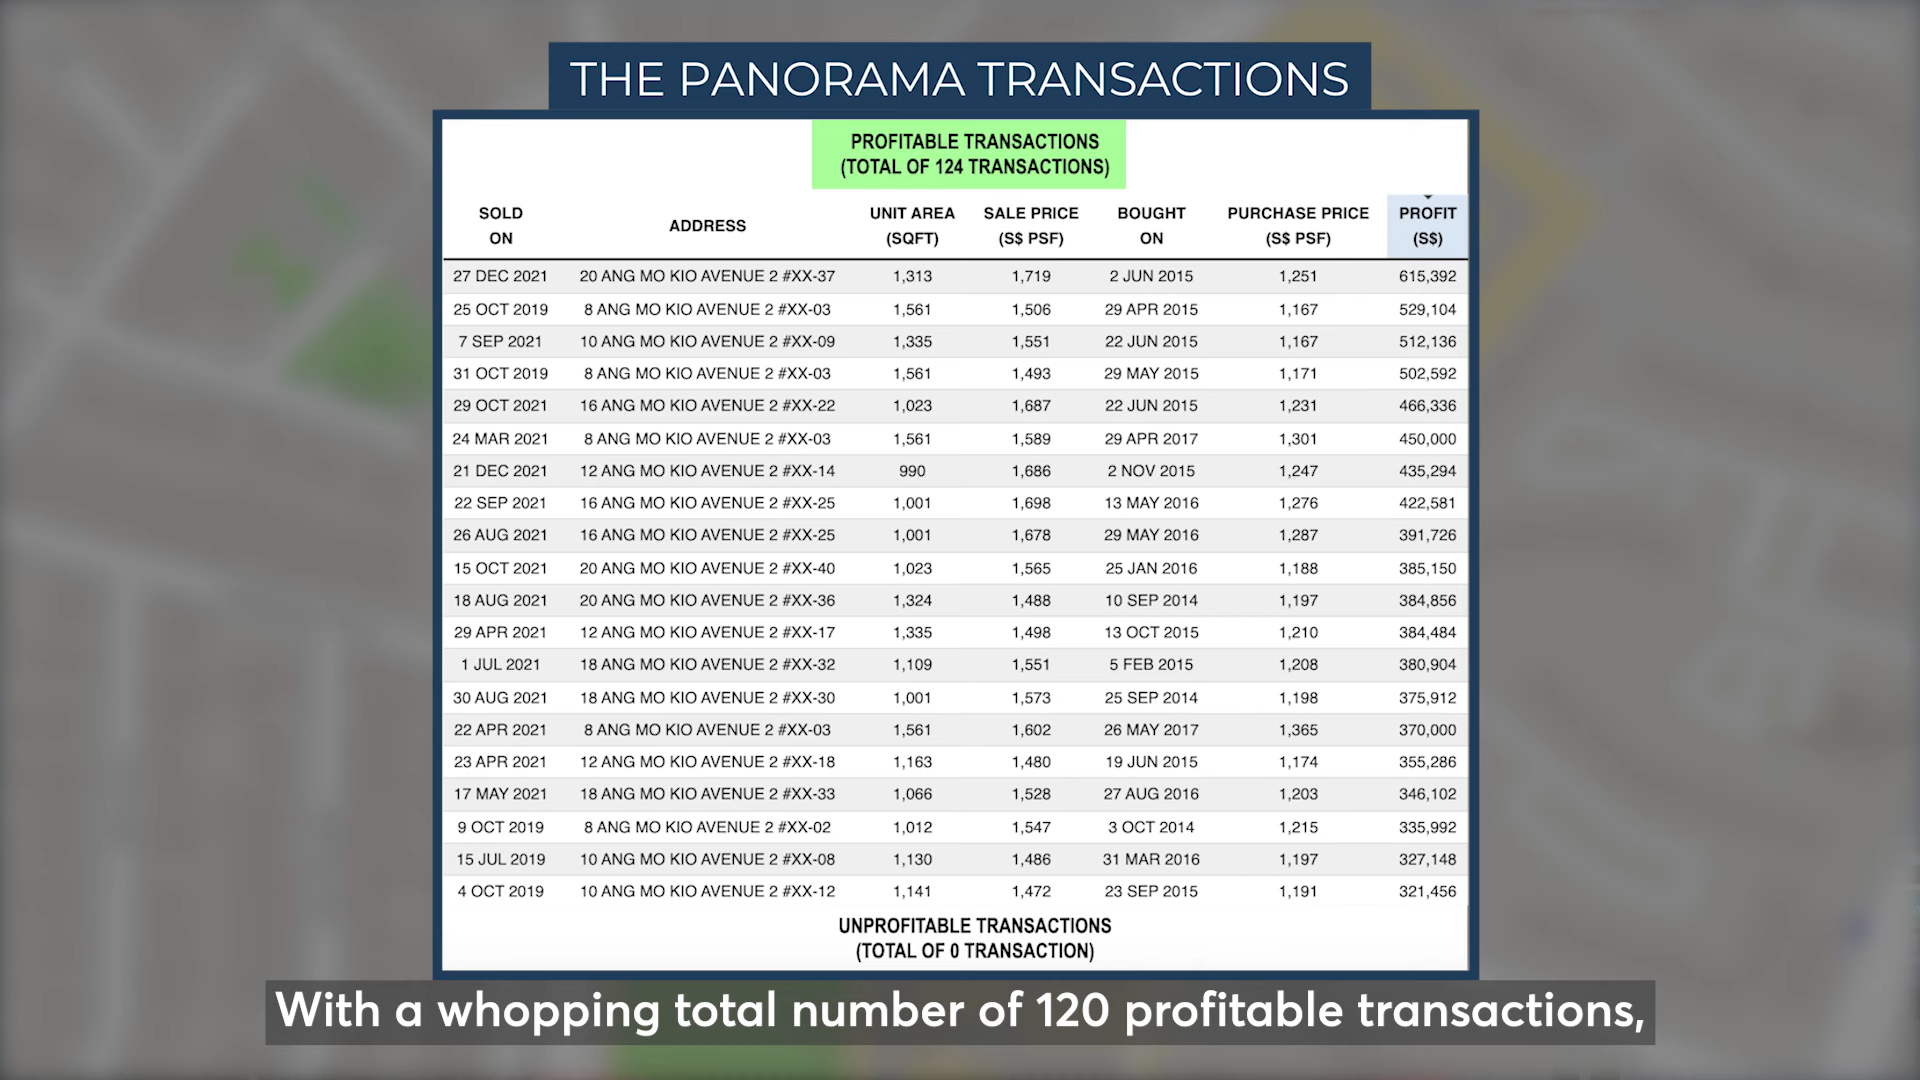 THE PANORAMA TRANSACTIONS
PROFITABLE TRANSACTIONS
(TOTAL OF 124 TRANSACTIONS)
SOLD ON ADDRESS UNIT AREA (SQFT) SALE PRICE (S$ PSF) BOUGHT ON PURCHASE PRICE (S$ PSF) PROFIT (S$)
27 DEC 2021 20 ANG MO KIO AVENUE 2 #XX-37 1,313 1,719 2 JUN 2015 1,251 615,392
25 OCT 2019 8 ANG MO KIO AVENUE 2 #XX-03 1,561 1,506 29 APR 2015 1,167 529,104
7 SEP 2021 10 ANG MO KIO AVENUE 2 #XX-09 1,335 1,551 22 JUN 2015 1,167 512,136
31 OCT 2019 8 ANG MO KIO AVENUE 2 #XX-03 1,561 1,493 29 MAY 2015 1,171 502,592
29 OCT 2021 16 ANG MO KIO AVENUE 2 #XX-22 1,023 1,687 22 JUN 2015 1,231 466,336
24 MAR 2021 8 ANG MO KIO AVENUE 2 #XX-03 1,561 1,589 29 APR 2017 1,301 450,000
21 DEC 2021 12 ANG MO KIO AVENUE 2 #XX-14 990 1,686 2 NOV 2015 1,247 435,294
22 SEP 2021 16 ANG MO KIO AVENUE 2 #XX-25 1,001 1,698 13 MAY 2016 1,276 422,581
26 AUG 2021 16 ANG MO KIO AVENUE 2 #XX-25 1,001 1,678 29 MAY 2016 1,287 391,726
15 OCT 2021 20 ANG MO KIO AVENUE 2 #XX-40 1,023 1,565 25 JAN 2016 1,188 385,150
18 AUG 2021 20 ANG MO KIO AVENUE 2 #XX-36 1,324 1,488 10 SEP 2014 1,197 384,856
29 APR 2021 12 ANG MO KIO AVENUE 2 #XX-17 1,335 1,498 13 OCT 2015 1,210 384,484
1 JUL 2021 18 ANG MO KIO AVENUE 2 #XX-32 1,109 1,551 5 FEB 2015 1,208 380,904
30 AUG 2021 18 ANG MO KIO AVENUE 2 #XX-30 1,001 1,573 25 SEP 2014 1,198 375,912
22 APR 2021 8 ANG MO KIO AVENUE 2 #XX-03 1,561 1,602 26 MAY 2017 1,365 370,000
23 APR 2021 12 ANG MO KIO AVENUE 2 #XX-18 1,163 1,480 19 JUN 2015 1,174 355,286
17 MAY 2021 18 ANG MO KIO AVENUE 2 #XX-33 1,066 1,528 27 AUG 2016 1,203 346,102
9 OCT 2019 8 ANG MO KIO AVENUE 2 #XX-02 1,012 1,547 3 OCT 2014 1,215 335,992
15 JUL 2019 10 ANG MO KIO AVENUE 2 #XX-08 1,130 1,486 31 MAR 2016 1,197 327,148
4 OCT 2019 10 ANG MO KIO AVENUE 2 #XX-12 1,141 1,472 23 SEP 2015 1,191 321,456
UNPROFITABLE TRANSACTIONS
(TOTAL OF 0 TRANSACTION)
With a whopping total number of 120 profitable transactions,